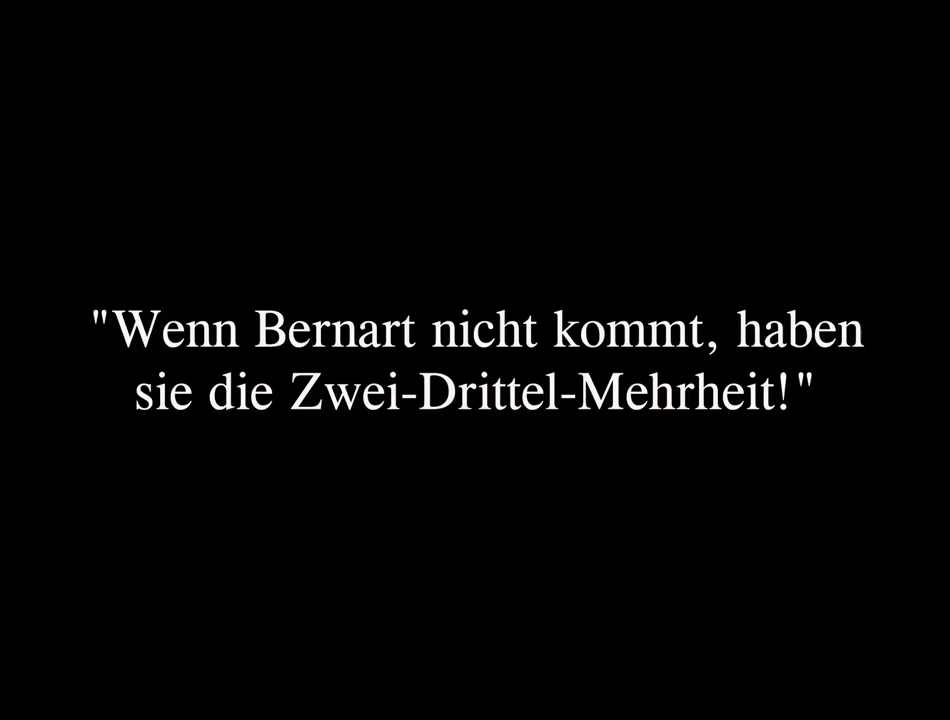 "Wenn Bernart nicht kommt, haben
sie die Zwei-Drittel-Mehrheit!"